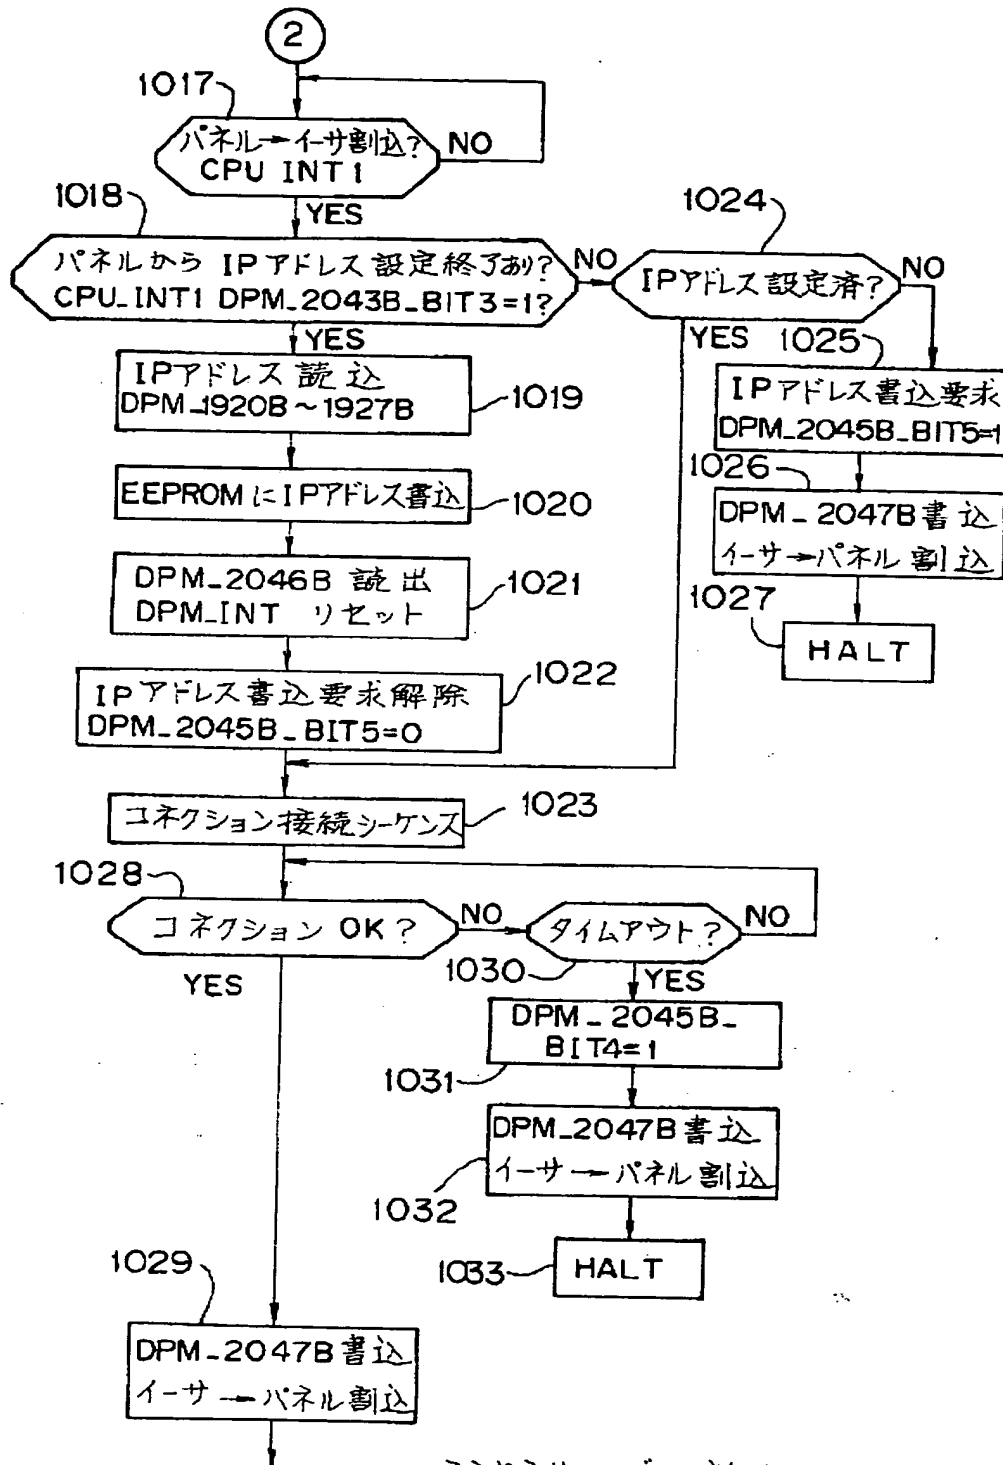 2
1017
パネル→イーサ割込?
CPU INT1
NO
YES
1018
パネルから IPアドレス設定終了あり?
CPU_INT1 DPM_2043B_BIT3=1?
NO
YES
1024
IPアドレス設定済?
NO
YES
IPアドレス読込
DPM_1920B~1927B
1019
1025
IPアドレス書込要求
DPM_2045B_BIT5=1
EEPROMにIPアドレス書込
1020
1026
DPM_2047B書込
イーサ→パネル割込
DPM_2046B 読出
DPM_INT リセット
1021
1027
HALT
IPアドレス書込要求解除
DPM_2045B_BIT5=0
1022
コネクション接続シーケンス
1023
1028
コネクション OK?
NO
YES
タイムアウト?
NO
1030
YES
DPM_2045B_
BIT4=1
1031
DPM_2047B書込
イーサ→パネル割込
1032
HALT
1033
1029
DPM_2047B書込
イーサ→パネル割込